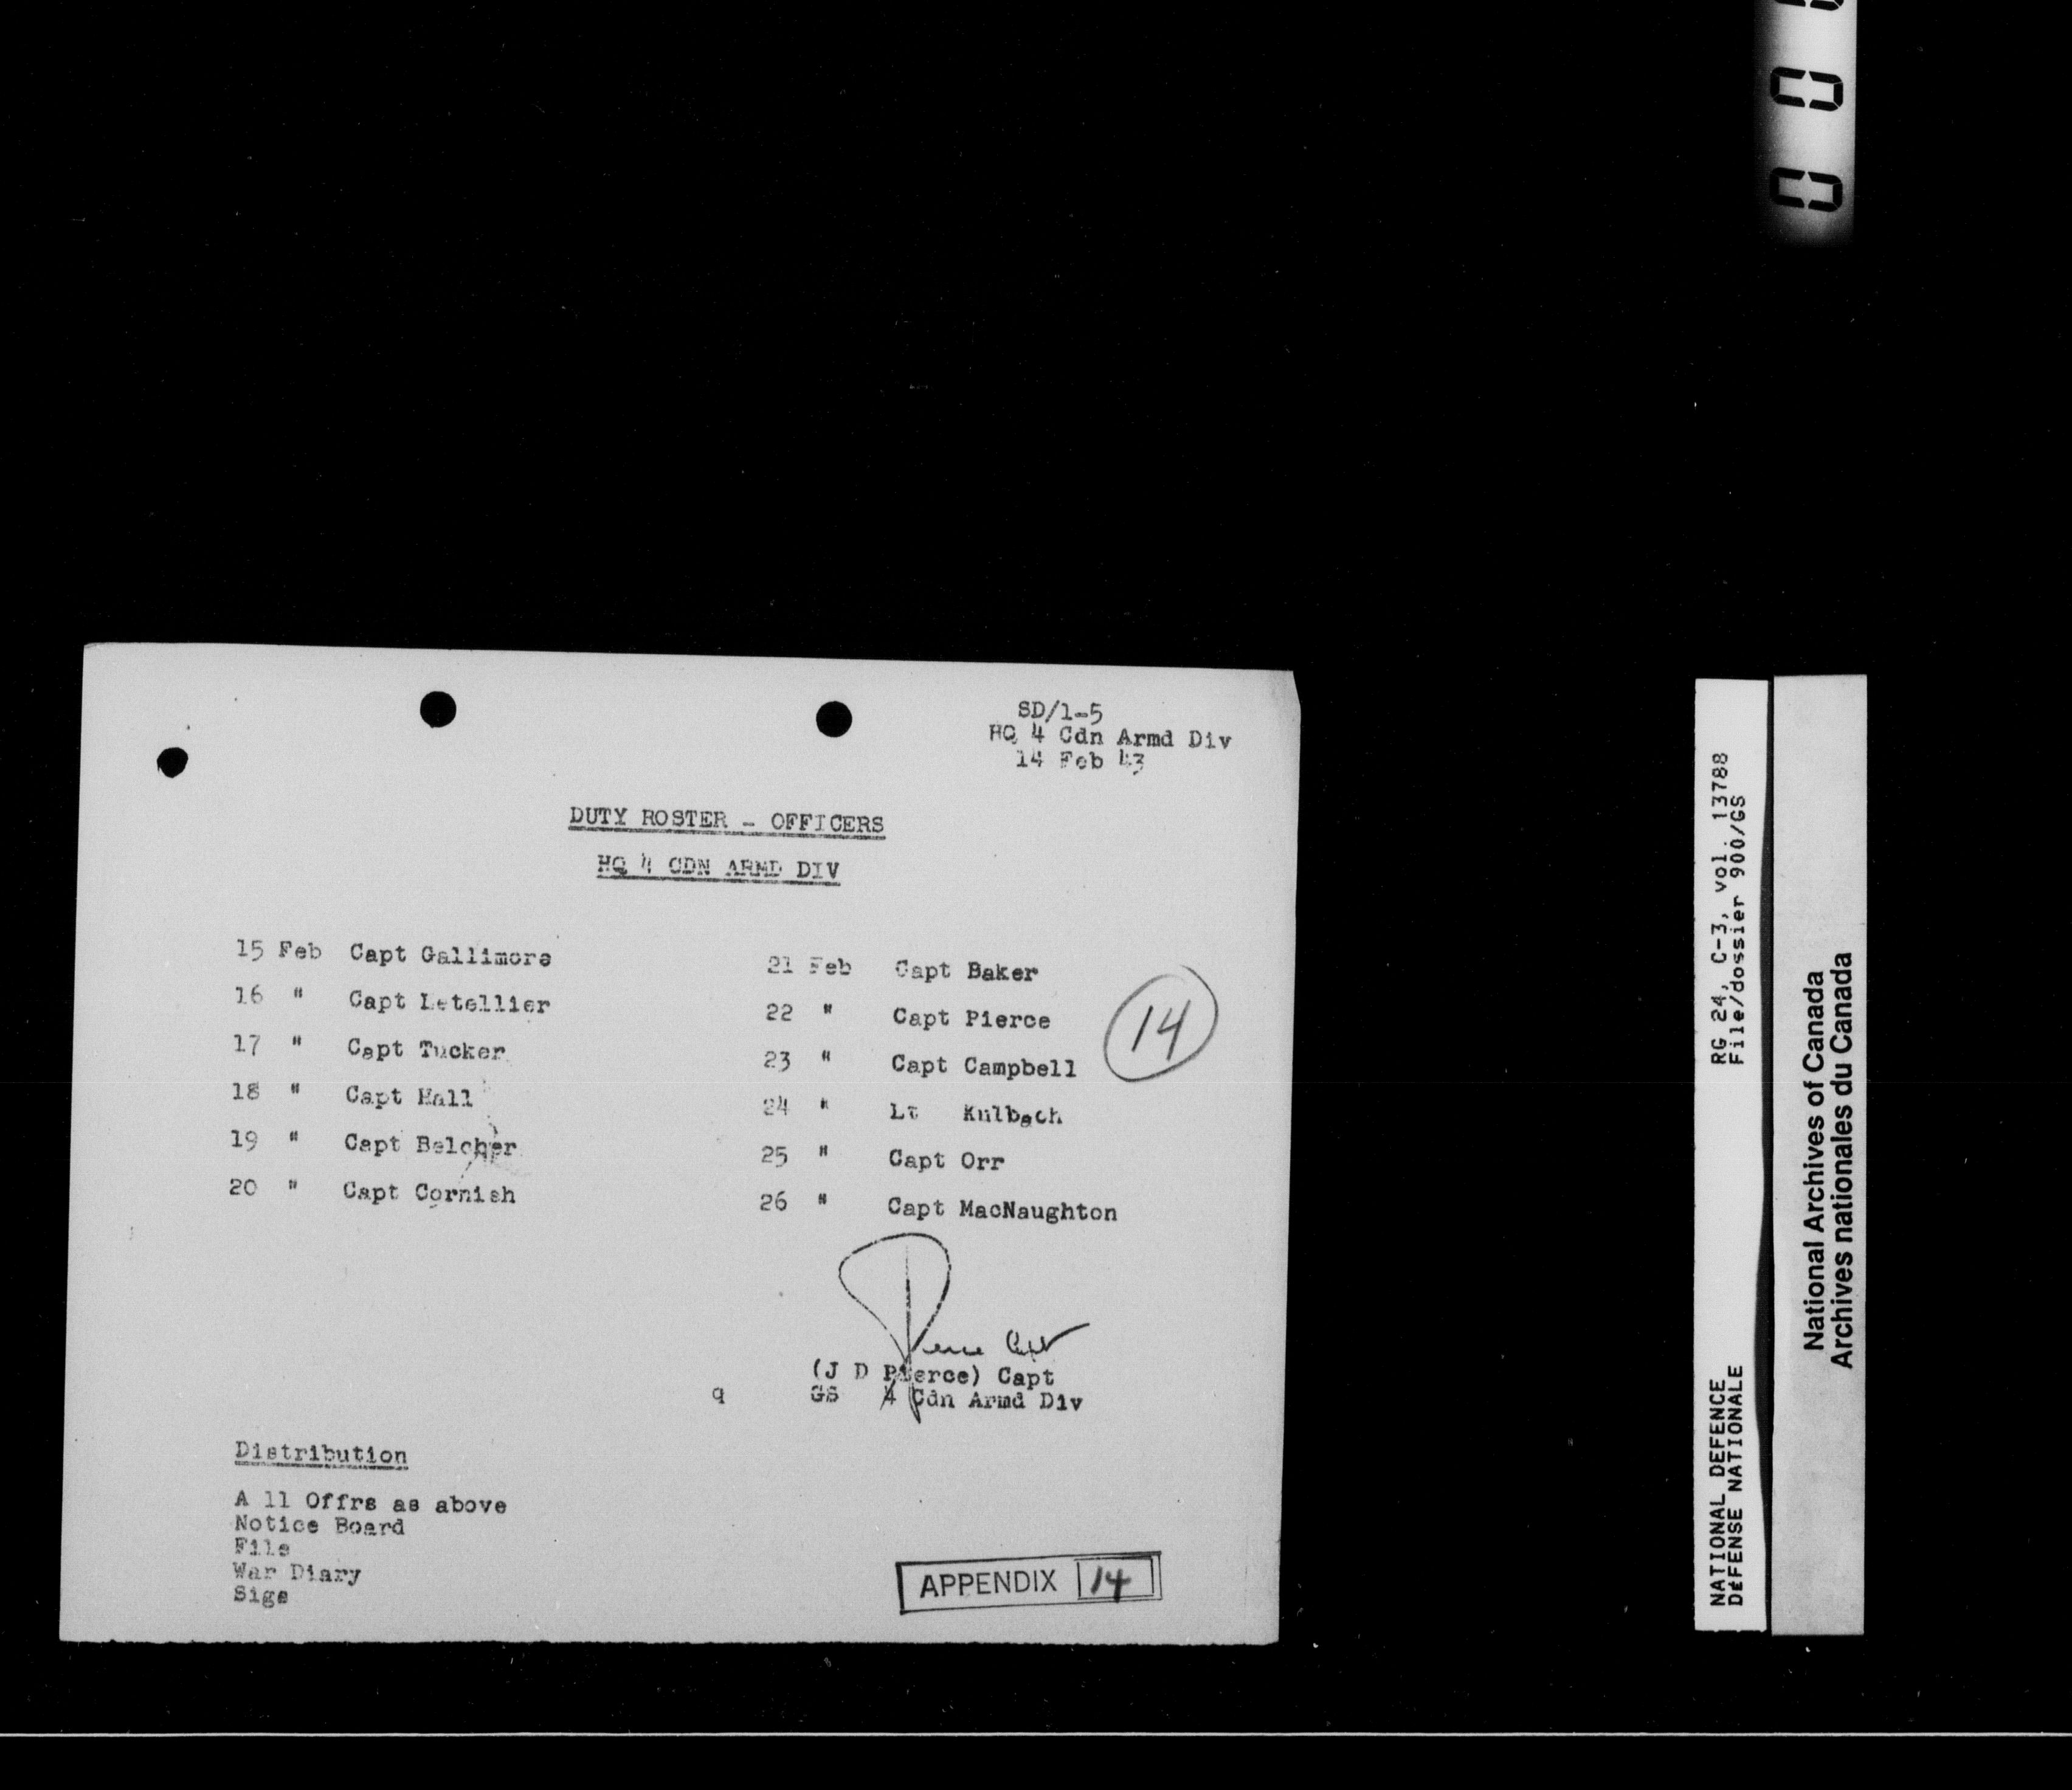 SD/1-5
HQ 4 Cdn Armd Div
14 Feb 43
DUTY ROSTER - OFFICERS
HQ 4 CDN ARMD DIV
15 Feb Capt Gallimore
16 " Capt Letellier
17 " Capt Tucker
18 " Capt Hall
19 " Capt Belcher
20 " Capt Cornish
21 Feb Capt Baker
22 " Capt Pierce
23 " Capt Campbell
24 " Lt Kulbach
25 " Capt Orr
26 " Capt MacNaughton
14
Pierce Capt
(J D Pierce) Capt
q GS 4 Cdn Armd Div
Distribution
A ll Offrs as above
Notice Board
File
War Diary
Sigs
APPENDIX 14
RG 24, C-3, vol. 13788
File/dossier 900/GS
NATIONAL DEFENCE
DÉFENSE NATIONALE
National Archives of Canada
Archives nationales du Canada